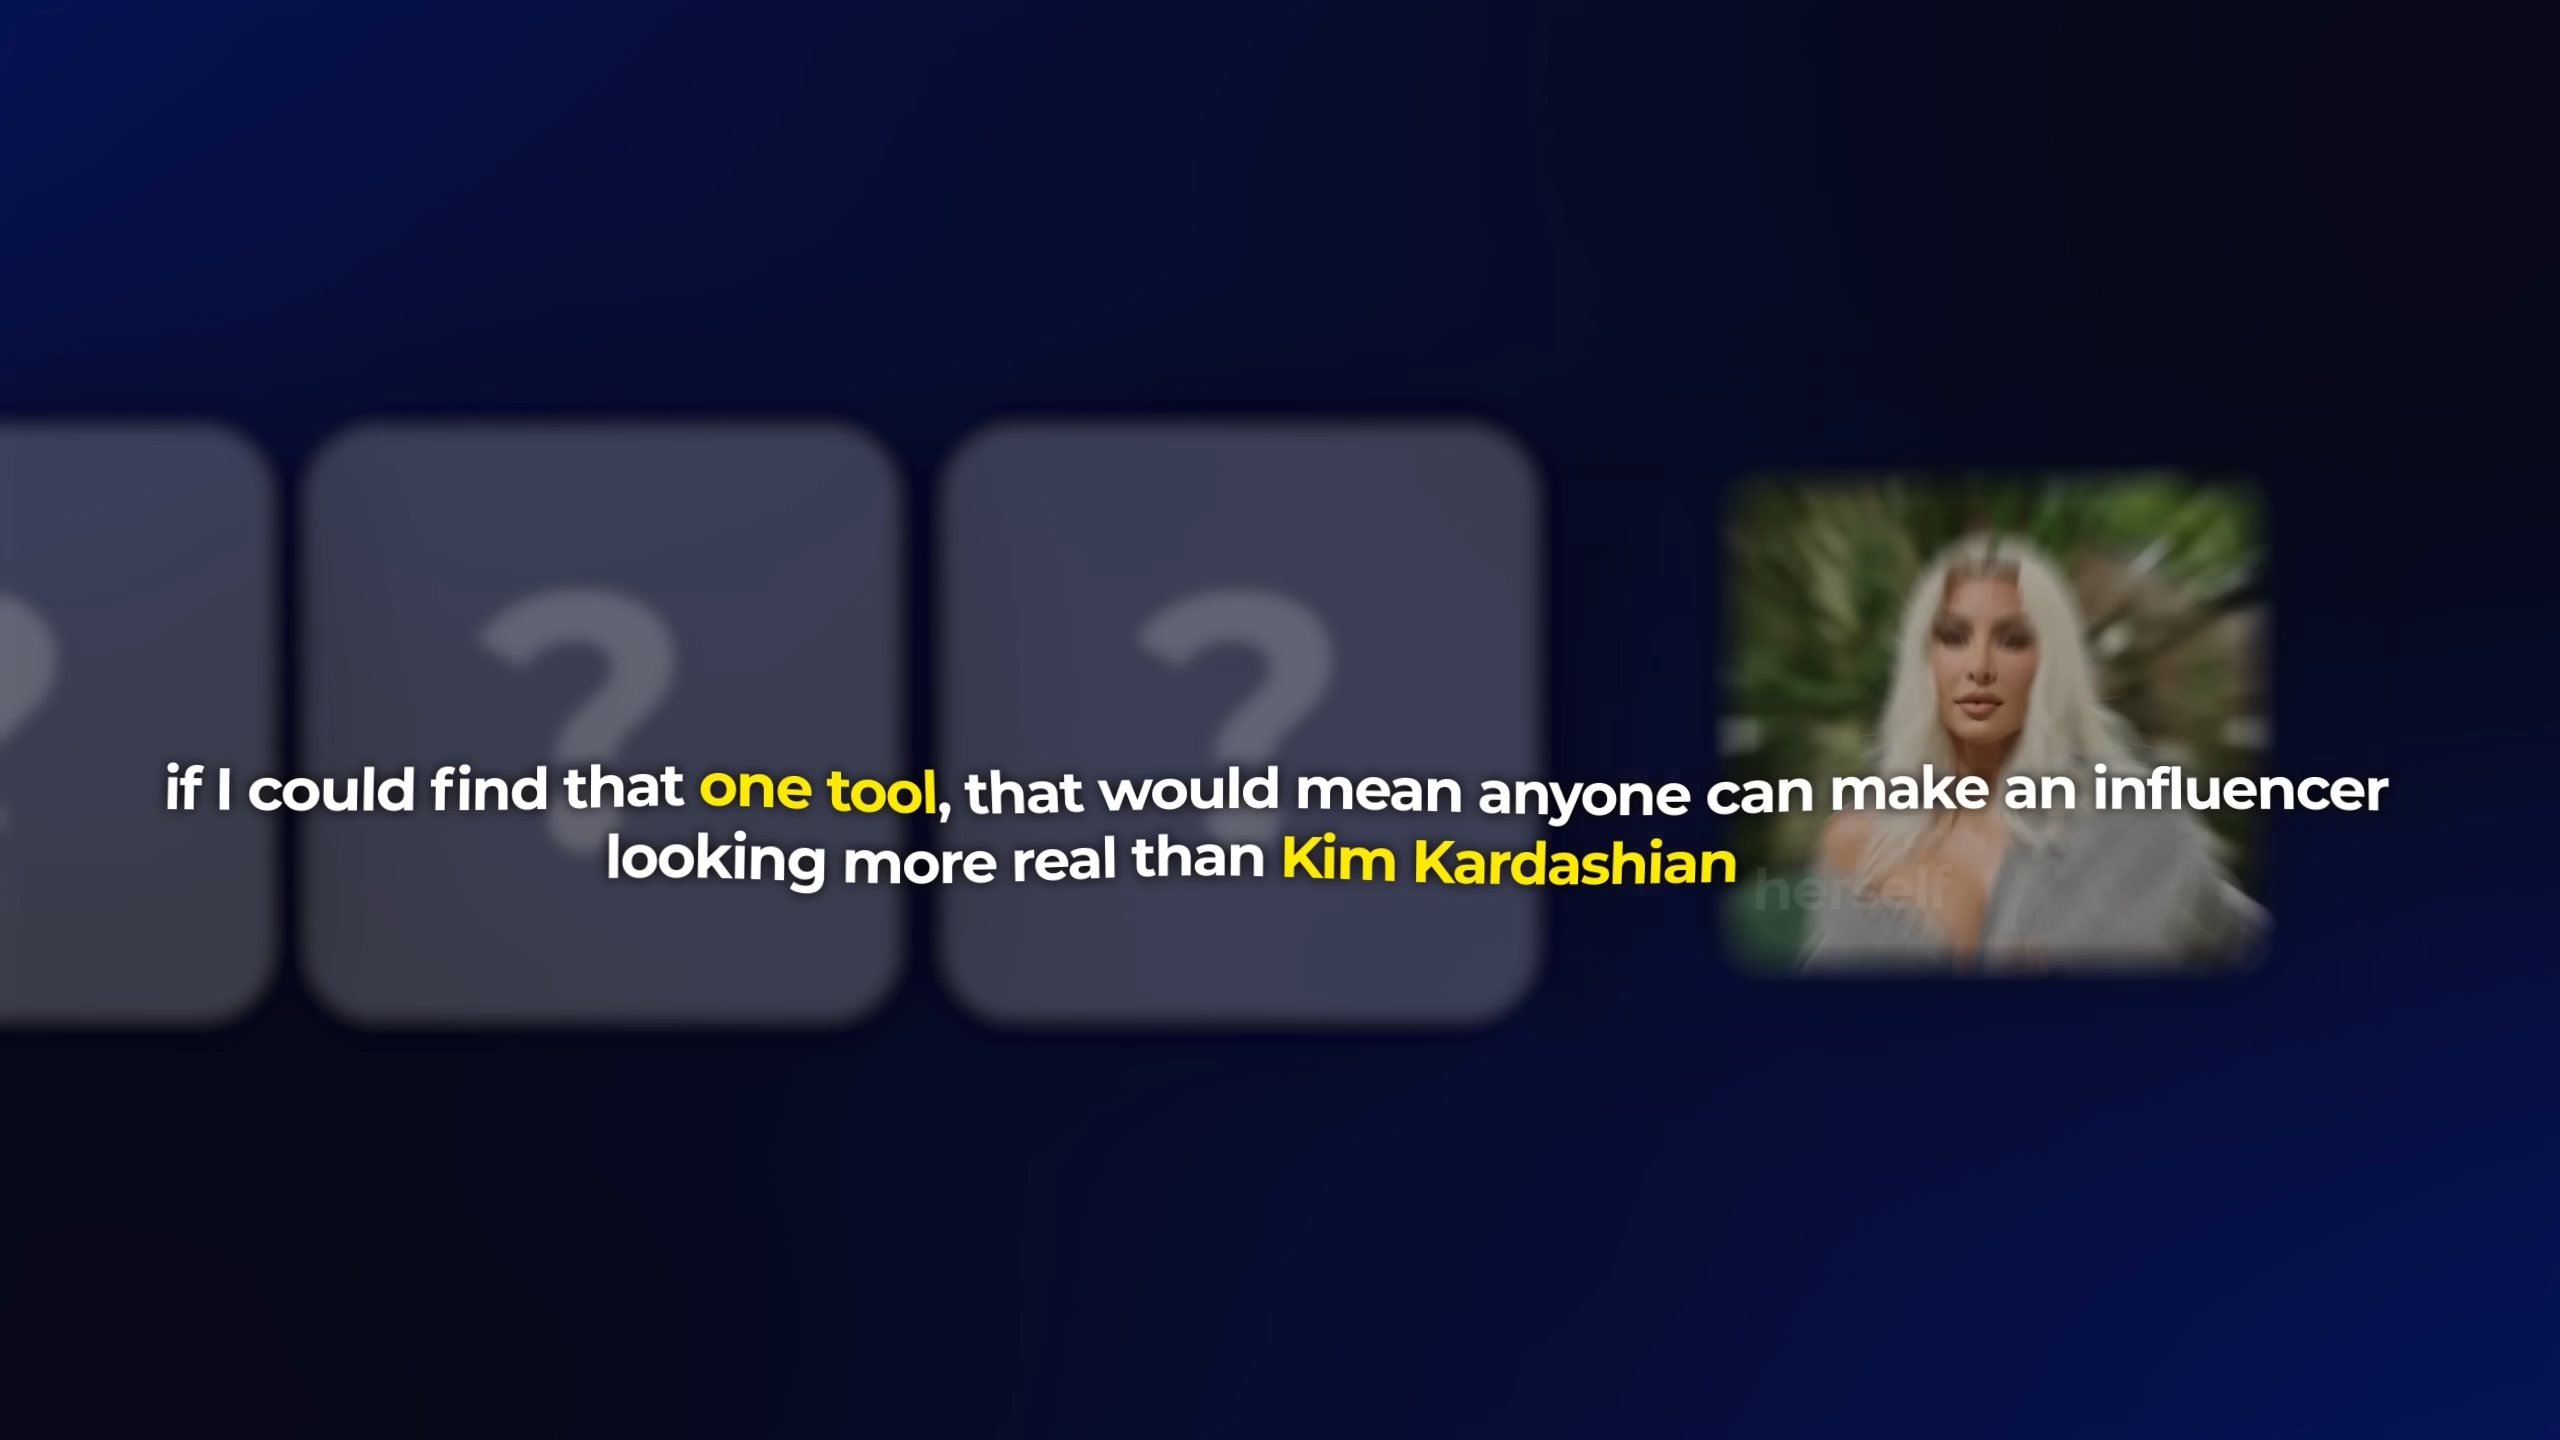 if I could find that one tool, that would mean anyone can make an influencer
looking more real than Kim Kardashian herself
?
?
?